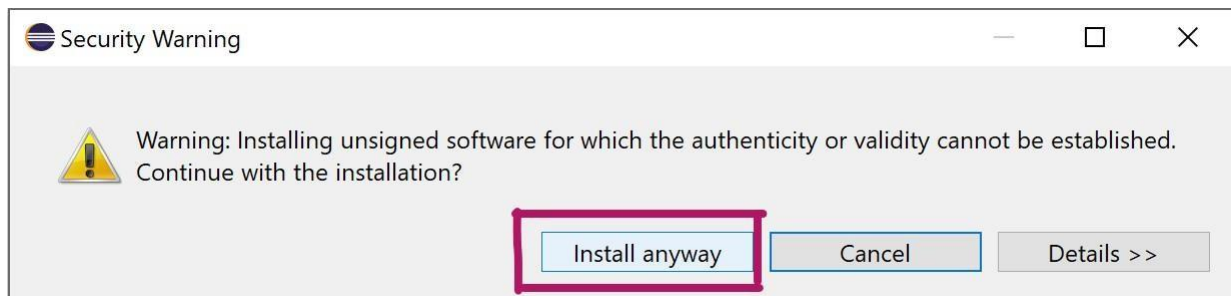 Security Warning
Warning: Installing unsigned software for which the authenticity or validity cannot be established.
Continue with the installation?
Install anyway
Cancel
Details >>